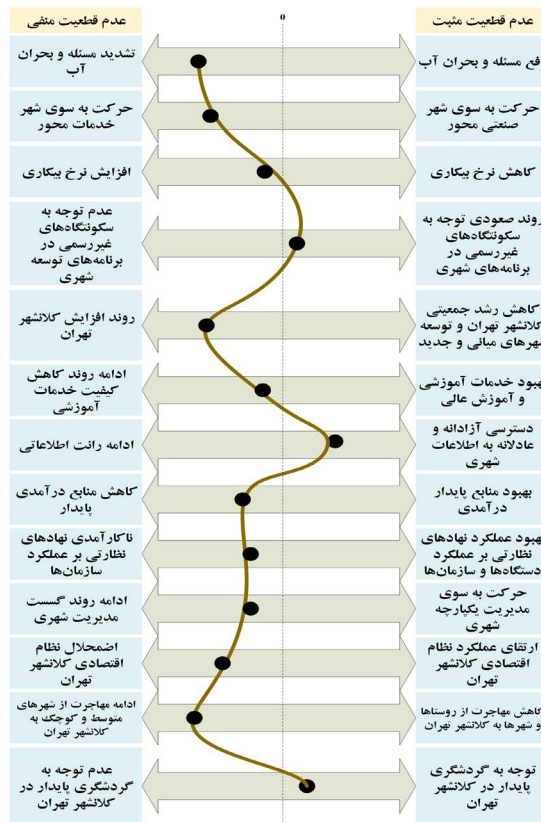 عدم قطعیت مثبت
0
عدم قطعیت منفی
فع مسئله و بحران آب
تشدید مسئله و بحران
آب
حرکت به سوی شهر
صنعتی محور
حرکت به سوی شهر
خدمات محور
کاهش نرخ بیکاری
افزایش نرخ بیکاری
روند صعودی توجه به
سکونتگاه‌های
غیررسمی در
برنامه‌های شهری
عدم توجه به
سکونتگاه‌های
غیررسمی در
برنامه‌های توسعه
شهری
کاهش رشد جمعیتی
کلانشهر تهران و توسعه
شهرهای میانی و جدید
روند افزایش کلانشهر
تهران
بهبود خدمات آموزشی
و آموزش عالی
ادامه روند کاهش
کیفیت خدمات
آموزشی
دسترسی آزادانه و
عادلانه به اطلاعات
شهری
ادامه رانت اطلاعاتی
بهبود منابع پایدار
درآمدی
کاهش منابع درآمدی
پایدار
بهبود عملکرد نهادهای
نظارتی بر عملکرد
دستگاه‌ها و سازمان‌ها
ناکارآمدی نهادهای
نظارتی بر عملکرد
سازمان‌ها
حرکت به سوی
مدیریت یکپارچه
شهری
ادامه روند گسست
مدیریت شهری
ارتقای عملکرد نظام
اقتصادی کلانشهر
تهران
اضمحلال نظام
اقتصادی کلانشهر
تهران
کاهش مهاجرت از روستاها
و شهرها به کلانشهر تهران
ادامه مهاجرت از شهرهای
متوسط و کوچک به
کلانشهر تهران
توجه به گردشگری
پایدار در کلانشهر
تهران
عدم توجه به
گردشگری پایدار در
کلانشهر تهران